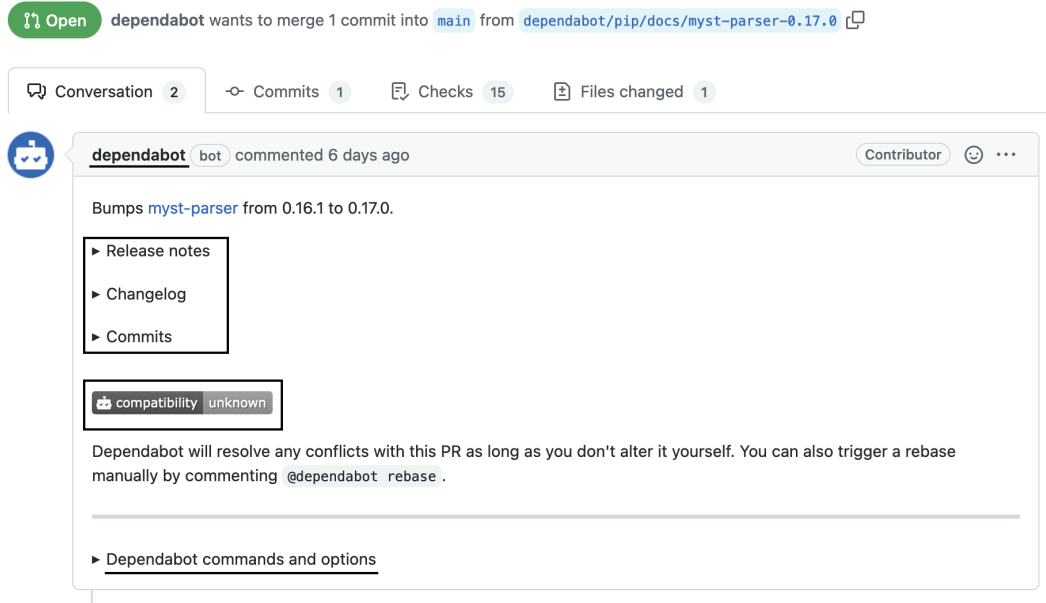 Open dependabot wants to merge 1 commit into main from dependabot/pip/docs/myst-parser-0.17.0
Conversation 2 Commits 1 Checks 15 Files changed 1
dependabot bot commented 6 days ago Contributor
Bumps myst-parser from 0.16.1 to 0.17.0.
Release notes
Changelog
Commits
compatibility unknown
Dependabot will resolve any conflicts with this PR as long as you don't alter it yourself. You can also trigger a rebase
manually by commenting @dependabot rebase.
Dependabot commands and options